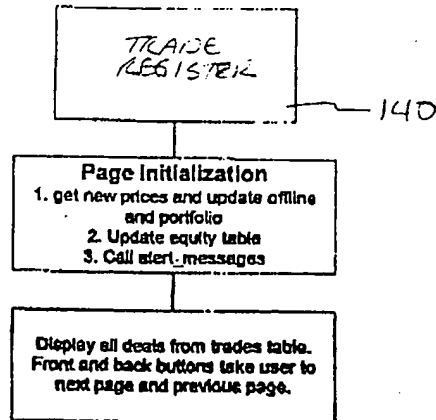 TRADE
REGISTER
140
Page Initialization
1. get new prices and update offline
and portfolio
2. Update equity table
3. Call alert_messages
Display all deals from trades table.
Front and back buttons take user to
next page and previous page.